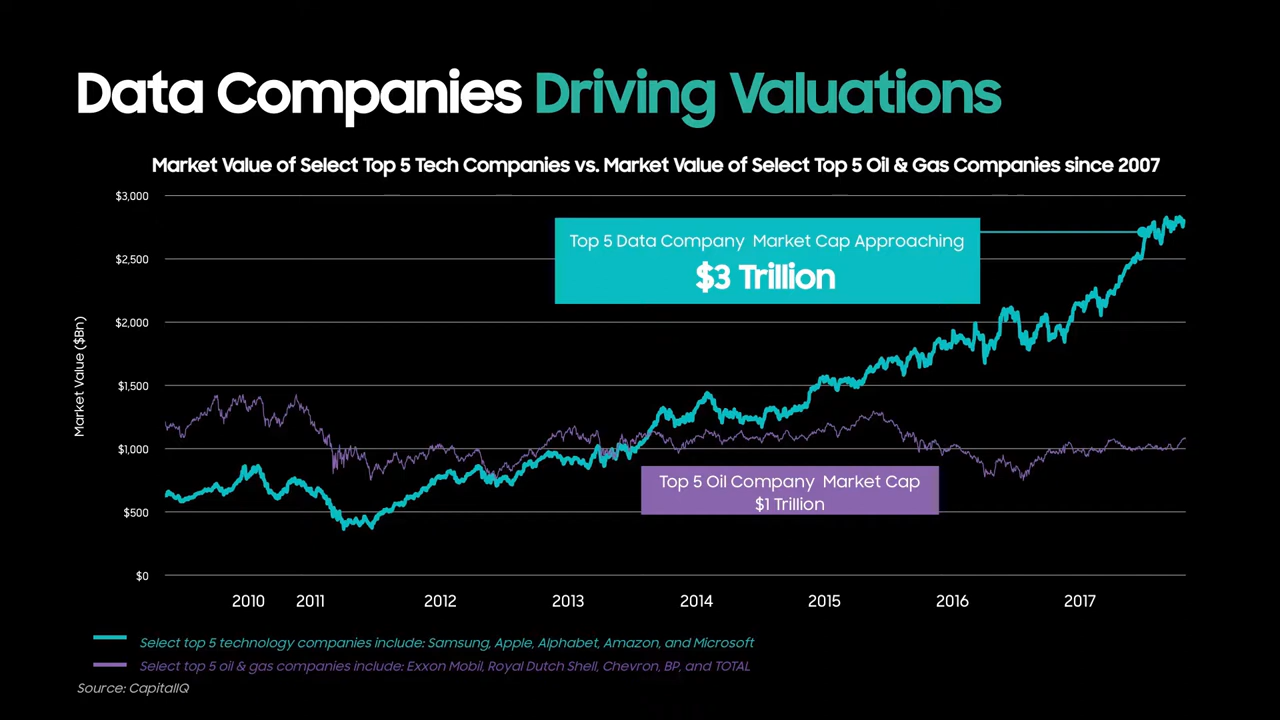 Data Companies Driving Valuations
Market Value of Select Top 5 Tech Companies vs. Market Value of Select Top 5 Oil & Gas Companies since 2007
$3,000
Top 5 Data Company Market Cap Approaching
$3 Trillion
$2,500
$2,000
Market Value ($Bn)
$1,500
$1,000
Top 5 Oil Company Market Cap
$1 Trillion
$500
$0
2010 2011 2012 2013 2014 2015 2016 2017
Select top 5 technology companies include: Samsung, Apple, Alphabet, Amazon, and Microsoft
Select top 5 oil & gas companies include: Exxon Mobil, Royal Dutch Shell, Chevron, BP, and TOTAL
Source: CapitalIQ